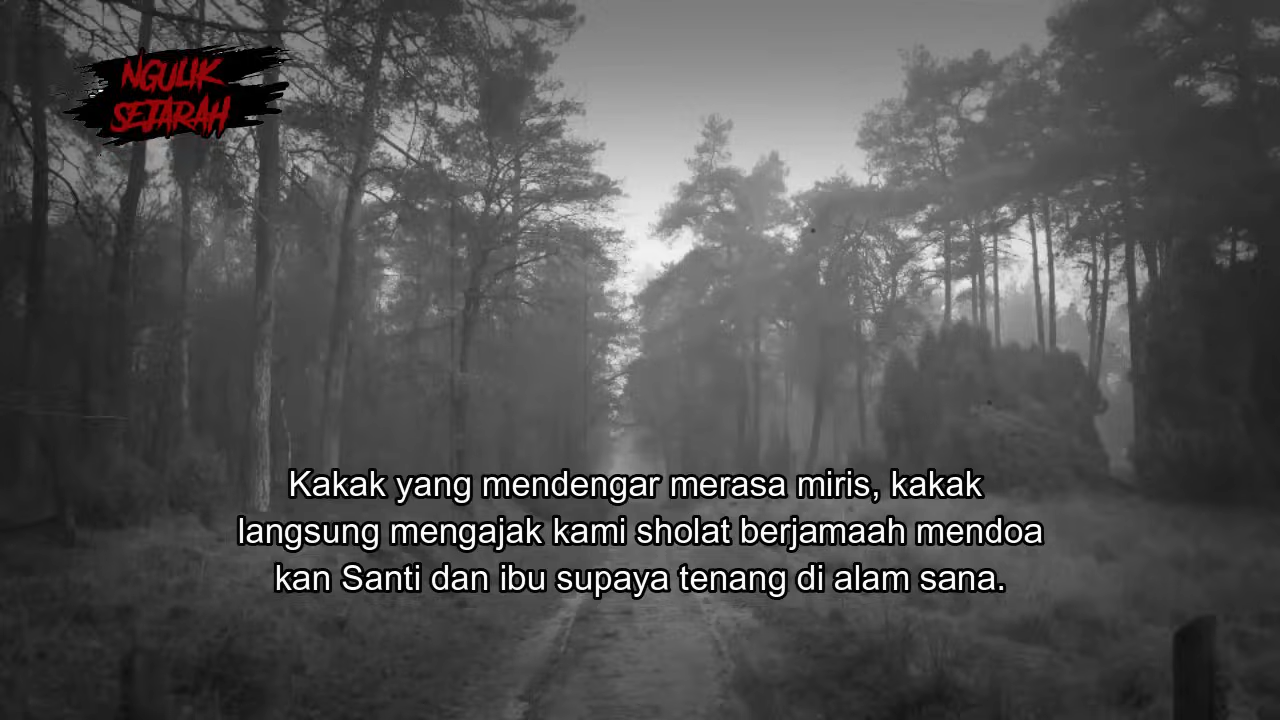 NGULIK
SEJARAH
Kakak yang mendengar merasa miris, kakak
langsung mengajak kami sholat berjamaah mendoa
kan Santi dan ibu supaya tenang di alam sana.